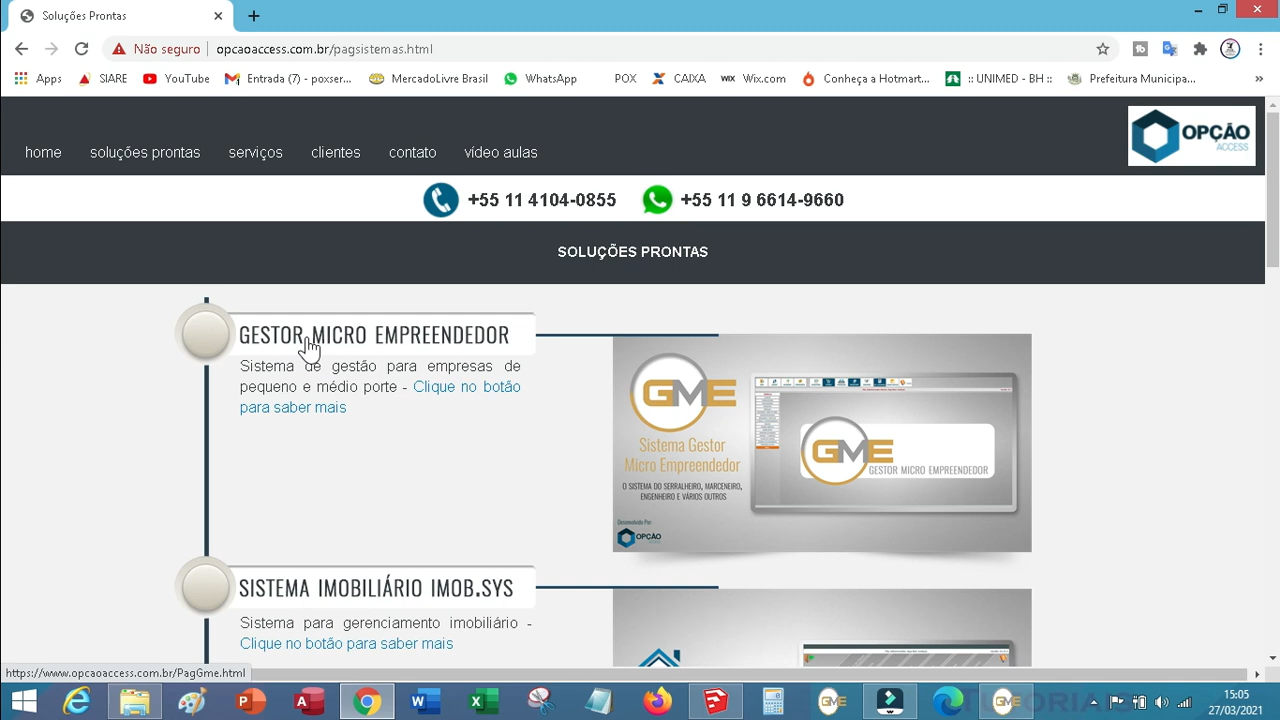 Soluções Prontas
Não seguro
opcaoaccess.com.br/pagsistemas.html
Apps
SIARE
YouTube
Entrada (7) - poxser...
MercadoLivre Brasil
WhatsApp
POX
CAIXA
WiX Wix.com
Conheça a Hotmart...
:: UNIMED - BH ::
Prefeitura Municipa...
»
home
soluções prontas
serviços
clientes
contato
vídeo aulas
OPÇÃO
ACCESS
+55 11 4104-0855
+55 11 9 6614-9660
SOLUÇÕES PRONTAS
GESTOR MICRO EMPREENDEDOR
Sistema de gestão para empresas de
pequeno e médio porte - Clique no botão
para saber mais
GME
Sistema Gestor
Micro Empreendedor
O SISTEMA DO SERRALHEIRO, MARCENEIRO,
ENGENHEIRO E VÁRIOS OUTROS
Desenvolvido Por:
OPÇÃO
GME
GESTOR MICRO EMPREENDEDOR
SISTEMA IMOBILIÁRIO IMOB.SYS
Sistema para gerenciamento imobiliário -
Clique no botão para saber mais
https://www.opcaoaccess.com.br/PagGme.html
GME
GME
TUTORIAIS
15:05
27/03/2021